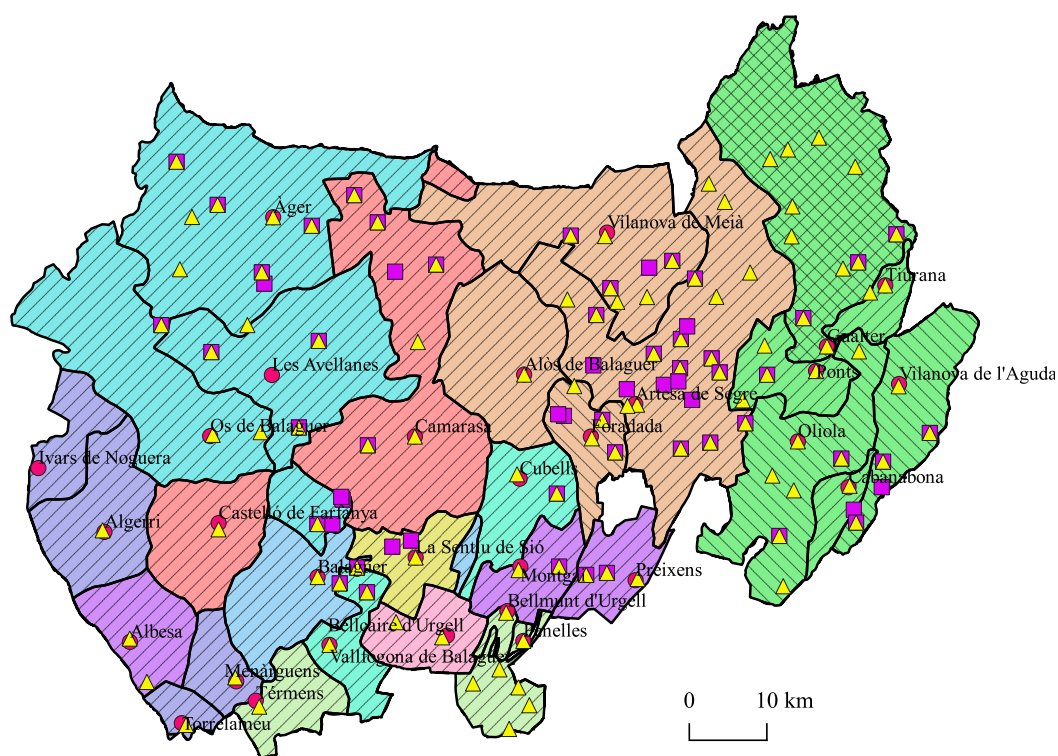 Àger
Vilanova de Meià
Tiurana
Gualter
Les Avellanes
Alòs de Balaguer
Ponts
Vilanova de l'Aguda
Artesa de Segre
Os de Balaguer
Camarasa
Foradada
Oliola
Ivars de Noguera
Cubells
Cabanabona
Castelló de Farfanya
Algerri
La Sentiu de Sió
Balaguer
Montgai
Preixens
Bellmunt d'Urgell
Bellcaire d'Urgell
Albesa
Penelles
Vallfogona de Balaguer
Menàrguens
Térmens
Torrelameu
0 10 km